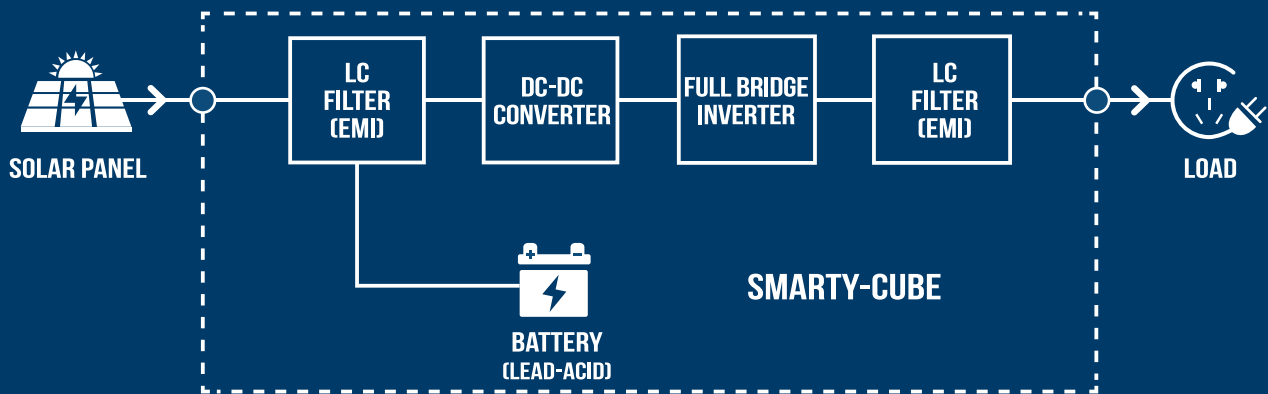 LC
FILTER
(EMI)
DC-DC
CONVERTER
FULL BRIDGE
INVERTER
LC
FILTER
(EMI)
SOLAR PANEL
LOAD
SMARTY-CUBE
BATTERY
(LEAD-ACID)